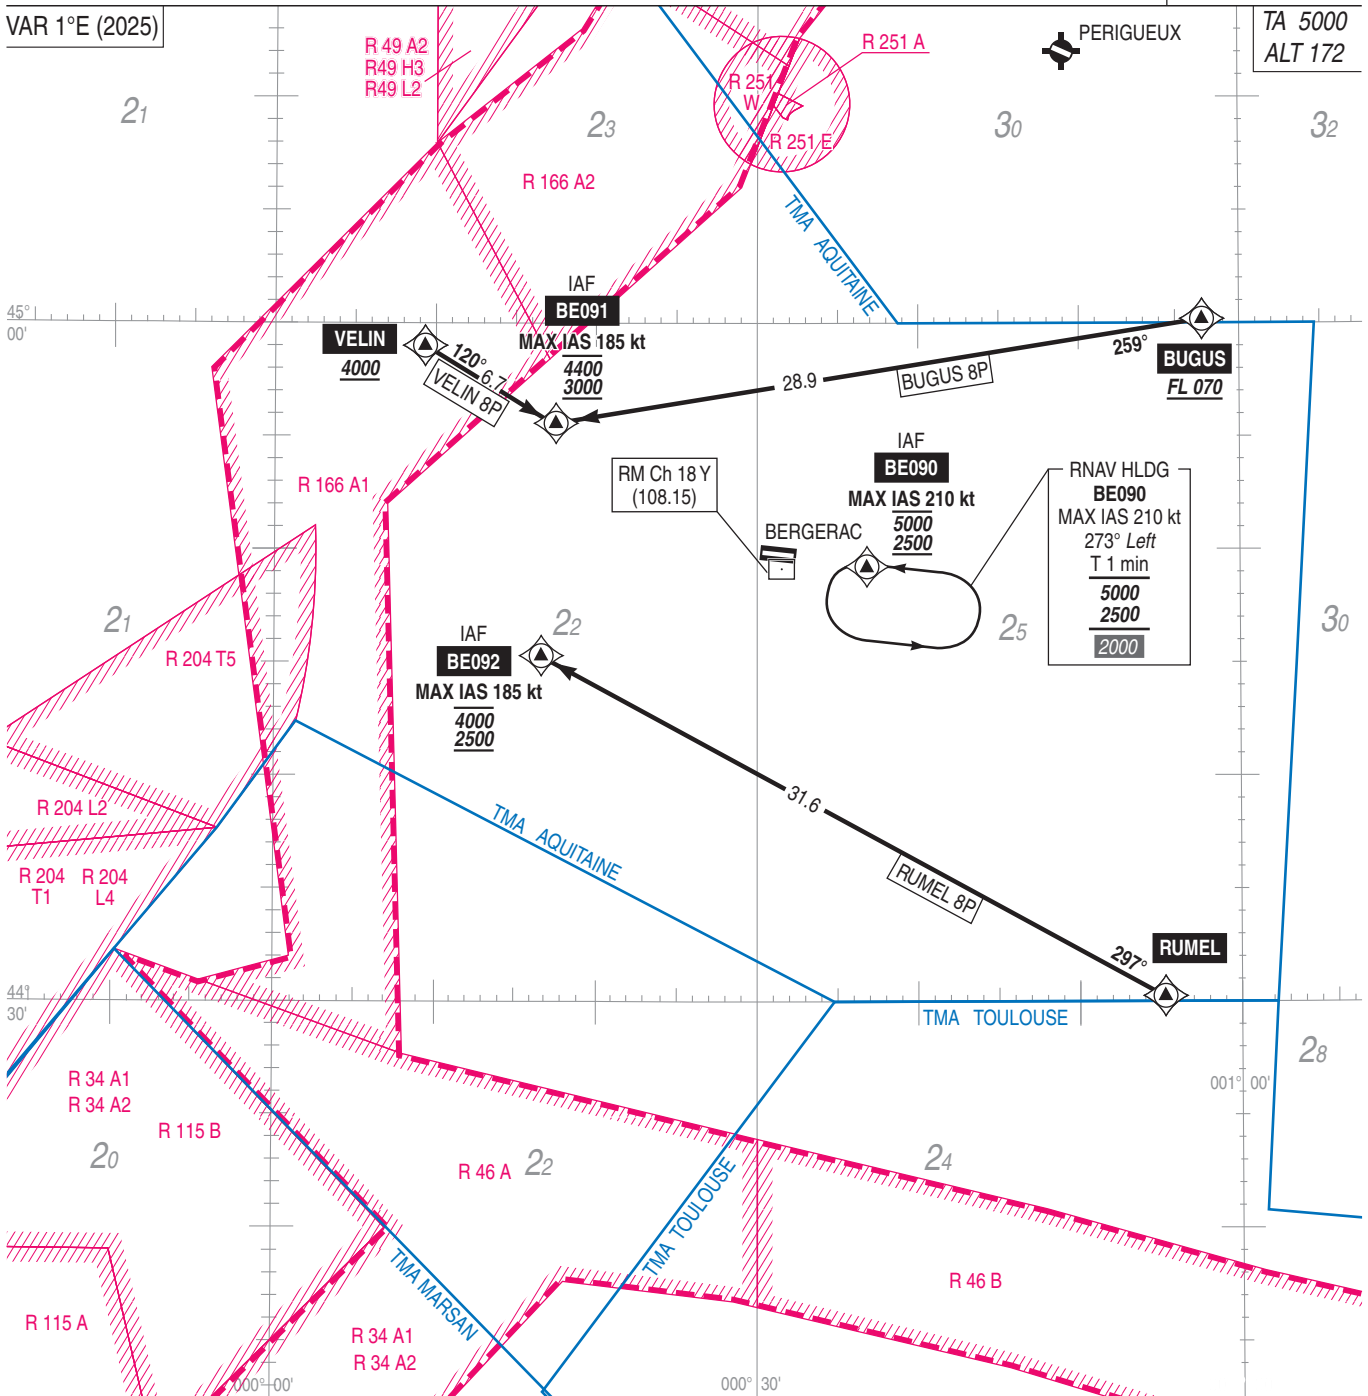 VAR 1°E (2025)
TA 5000
ALT 172
PERIGUEUX
R 49 A2
R49 H3
R49 L2
R 251 A
R 251
W
R 251 E
21
23
30
32
R 166 A2
TMA AQUITAINE
45°
00'
IAF
BE091
MAX IAS 185 kt
4400
3000
VELIN
4000
120°
6.7
VELIN 8P
28.9
BUGUS 8P
259°
BUGUS
FL 070
R 166 A1
RM Ch 18 Y
(108.15)
BERGERAC
IAF
BE090
MAX IAS 210 kt
5000
2500
RNAV HLDG
BE090
MAX IAS 210 kt
273° Left
T 1 min
5000
2500
2000
21
22
25
30
R 204 T5
IAF
BE092
MAX IAS 185 kt
4000
2500
R 204 L2
R 204
T1
R 204
L4
TMA AQUITAINE
31.6
RUMEL 8P
297°
RUMEL
44°
30'
TMA TOULOUSE
28
001° 00'
R 34 A1
R 34 A2
R 115 B
20
R 46 A
22
24
TMA TOULOUSE
TMA MARSAN
R 46 B
R 115 A
R 34 A1
R 34 A2
000° 00'
000° 30'